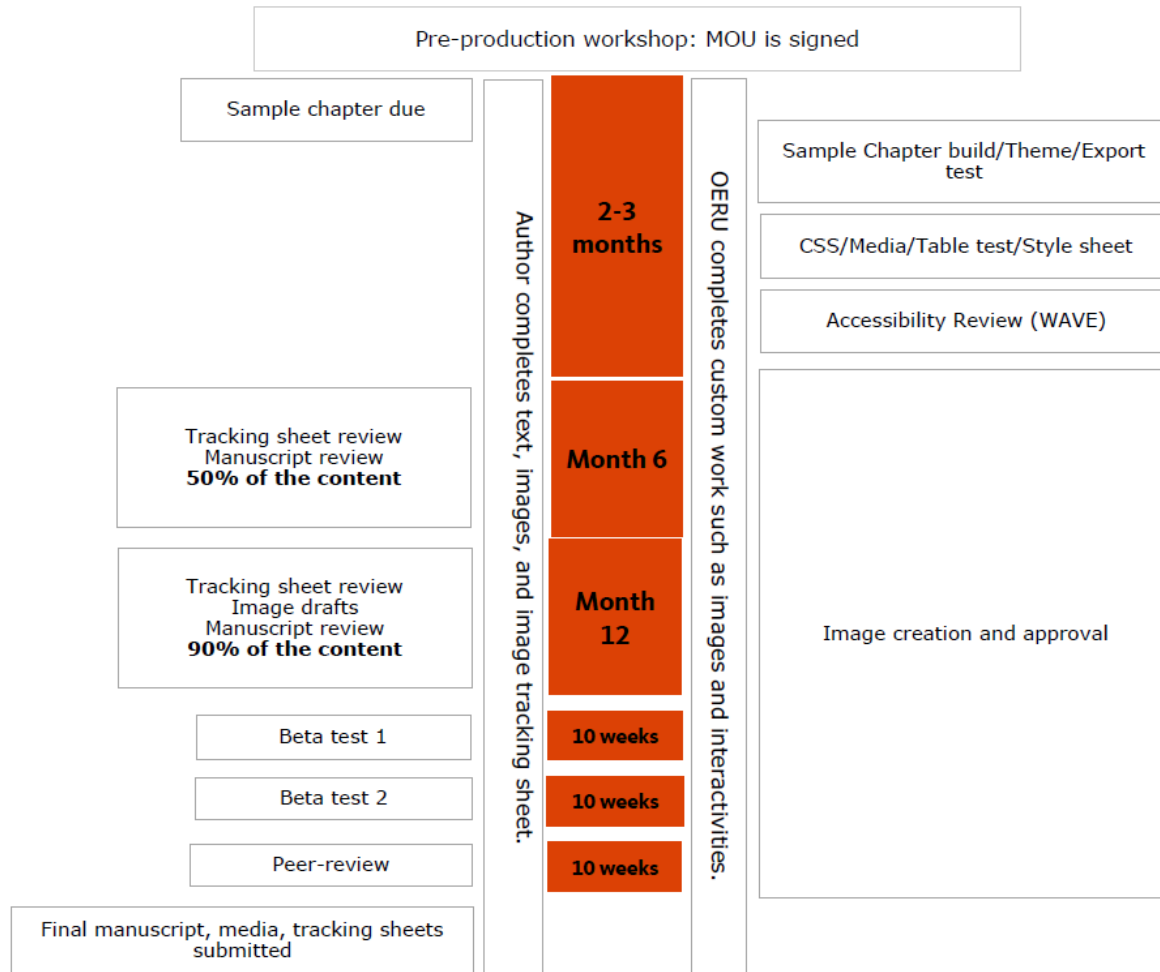 Pre-production workshop: MOU is signed
Sample chapter due
Author completes text, images, and image tracking sheet.
2-3
months
OERU completes custom work such as images and interactivities.
Sample Chapter build/Theme/Export
test
CSS/Media/Table test/Style sheet
Accessibility Review (WAVE)
Tracking sheet review
Manuscript review
50% of the content
Month 6
Tracking sheet review
Image drafts
Manuscript review
90% of the content
Month
12
Image creation and approval
Beta test 1
10 weeks
Beta test 2
10 weeks
Peer-review
10 weeks
Final manuscript, media, tracking sheets
submitted